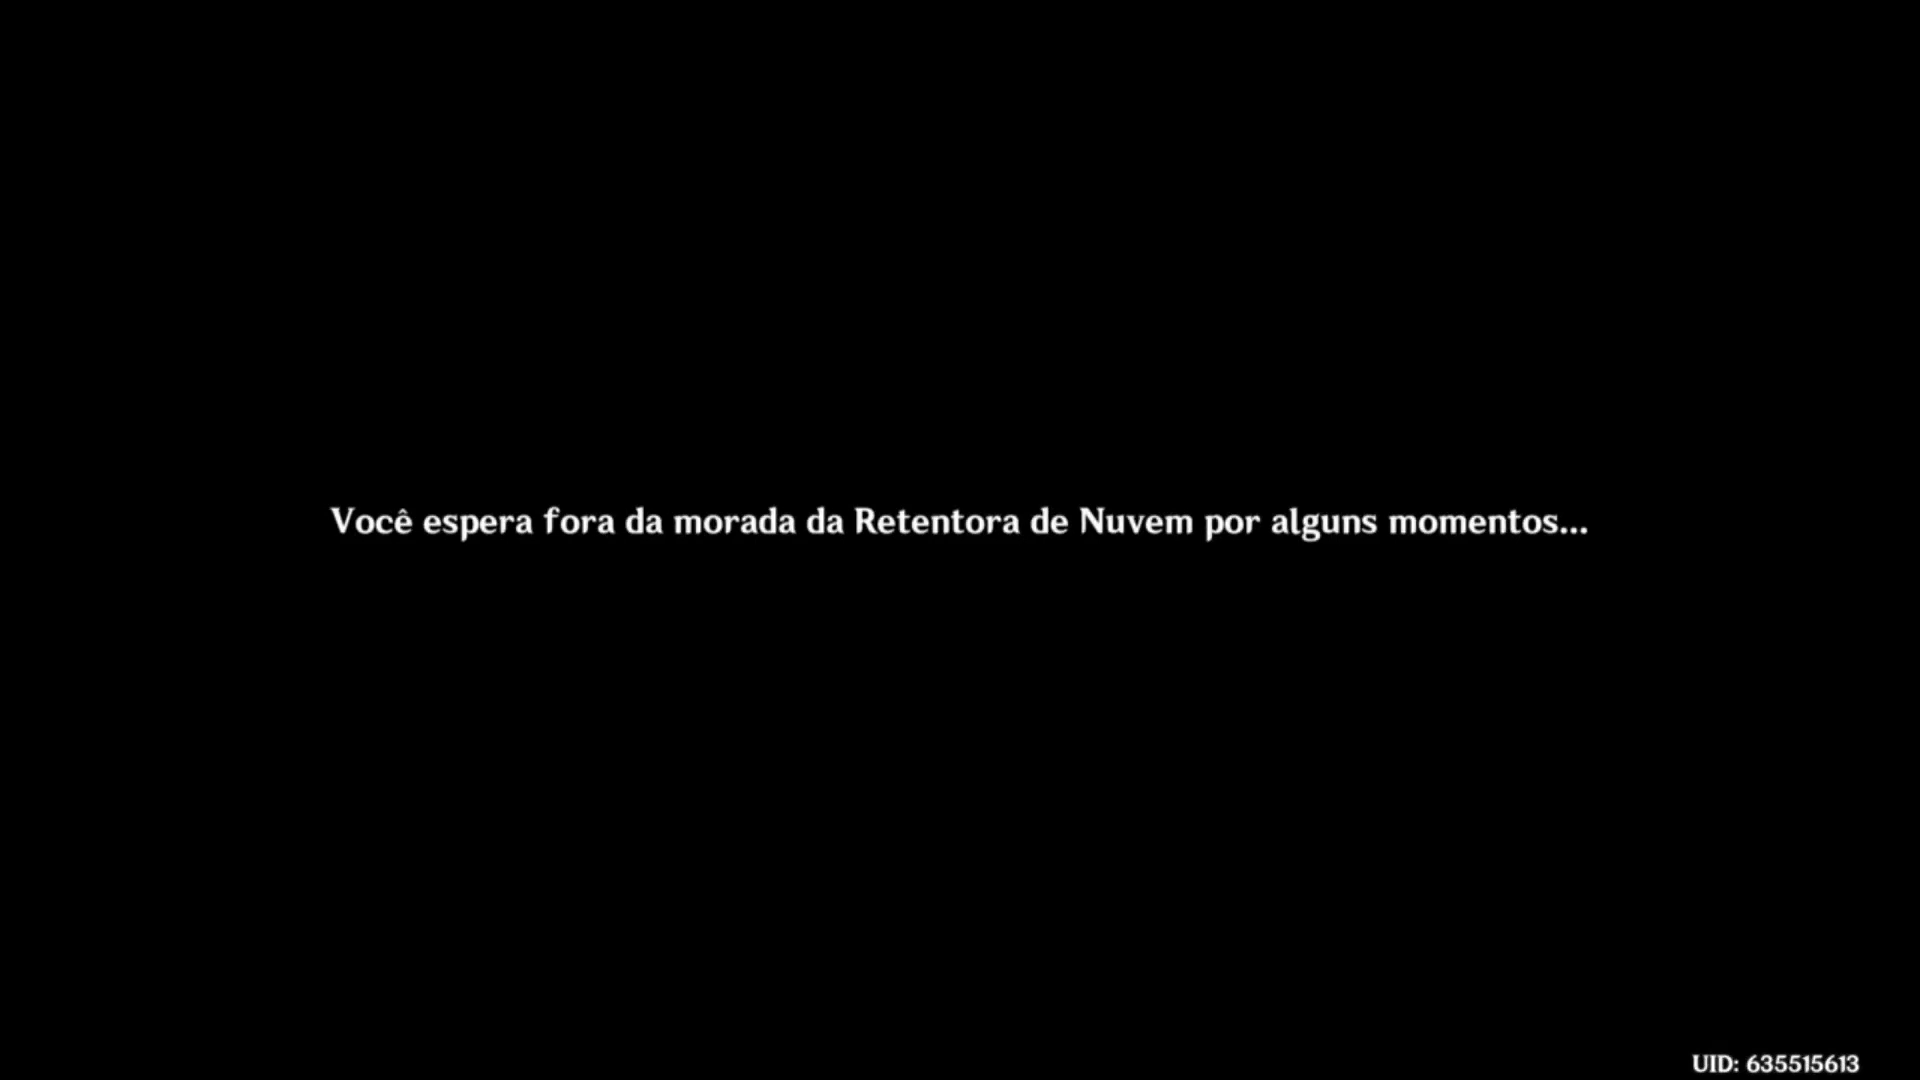 Você espera fora da morada da Retentora de Nuvem por alguns momentos...
UID: 635515613